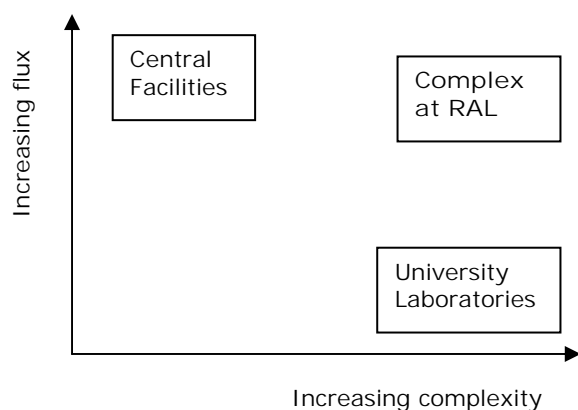 Increasing flux
Central
Facilities
Complex
at RAL
University
Laboratories
Increasing complexity